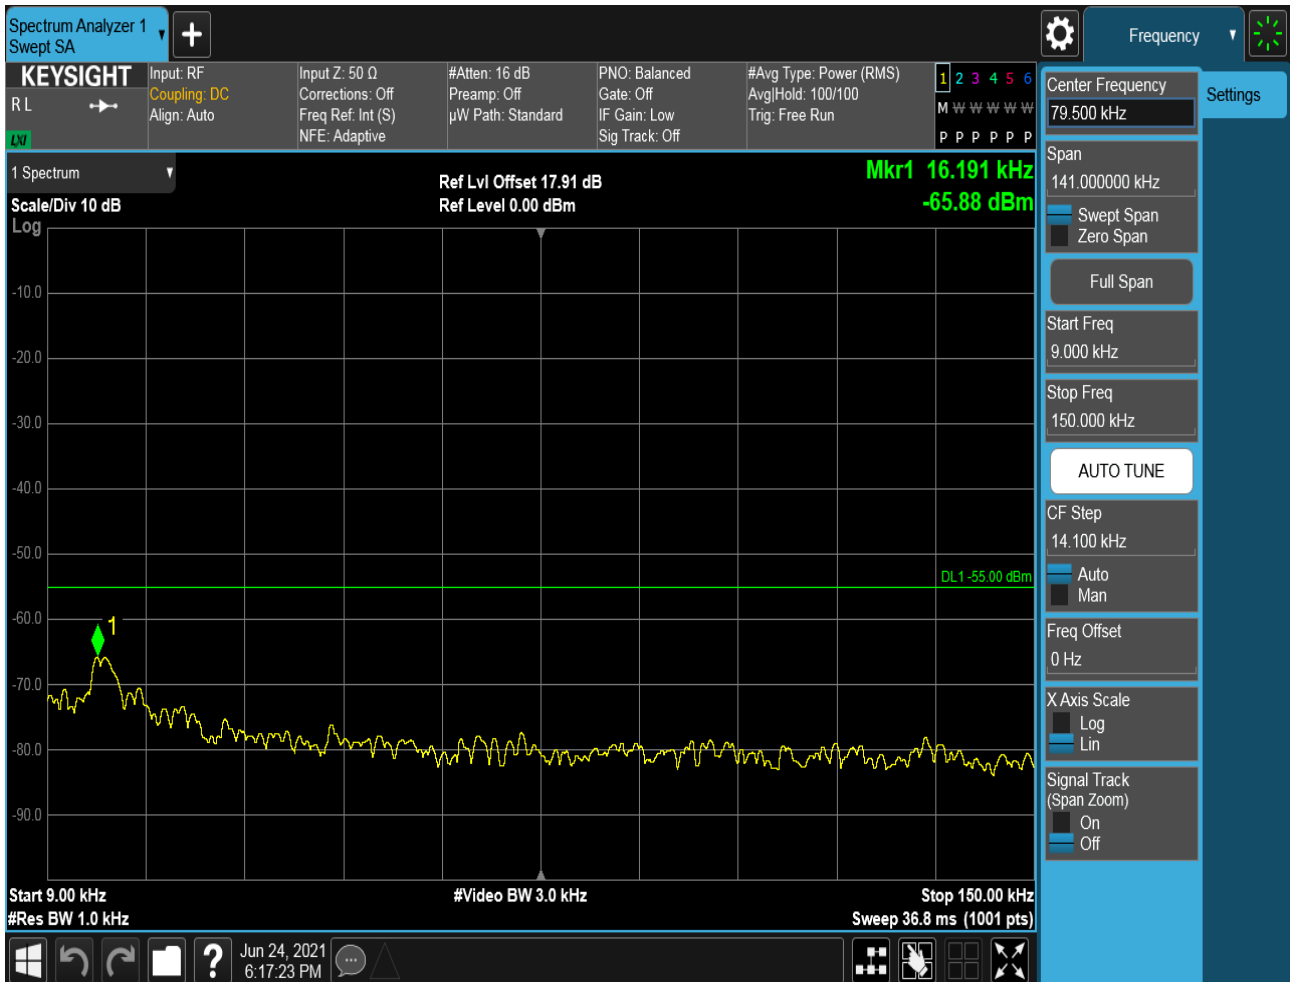 Spectrum Analyzer 1
Swept SA
Frequency
KEYSIGHT
R L
LXI
Input: RF
Coupling: DC
Align: Auto
Input Z: 50 Ω
Corrections: Off
Freq Ref: Int (S)
NFE: Adaptive
#Atten: 16 dB
Preamp: Off
µW Path: Standard
PNO: Balanced
Gate: Off
IF Gain: Low
Sig Track: Off
#Avg Type: Power (RMS)
Avg|Hold: 100/100
Trig: Free Run
1 2 3 4 5 6
M W W W W W
P P P P P P
1 Spectrum
Scale/Div 10 dB
Log
Ref Lvl Offset 17.91 dB
Ref Level 0.00 dBm
Mkr1 16.191 kHz
-65.88 dBm
-10.0
-20.0
-30.0
-40.0
-50.0
DL1 -55.00 dBm
-60.0
1
-70.0
-80.0
-90.0
Start 9.00 kHz
#Video BW 3.0 kHz
Stop 150.00 kHz
#Res BW 1.0 kHz
Sweep 36.8 ms (1001 pts)
?
Jun 24, 2021
6:17:23 PM
Center Frequency
79.500 kHz
Settings
Span
141.000000 kHz
Swept Span
Zero Span
Full Span
Start Freq
9.000 kHz
Stop Freq
150.000 kHz
AUTO TUNE
CF Step
14.100 kHz
Auto
Man
Freq Offset
0 Hz
X Axis Scale
Log
Lin
Signal Track
(Span Zoom)
On
Off